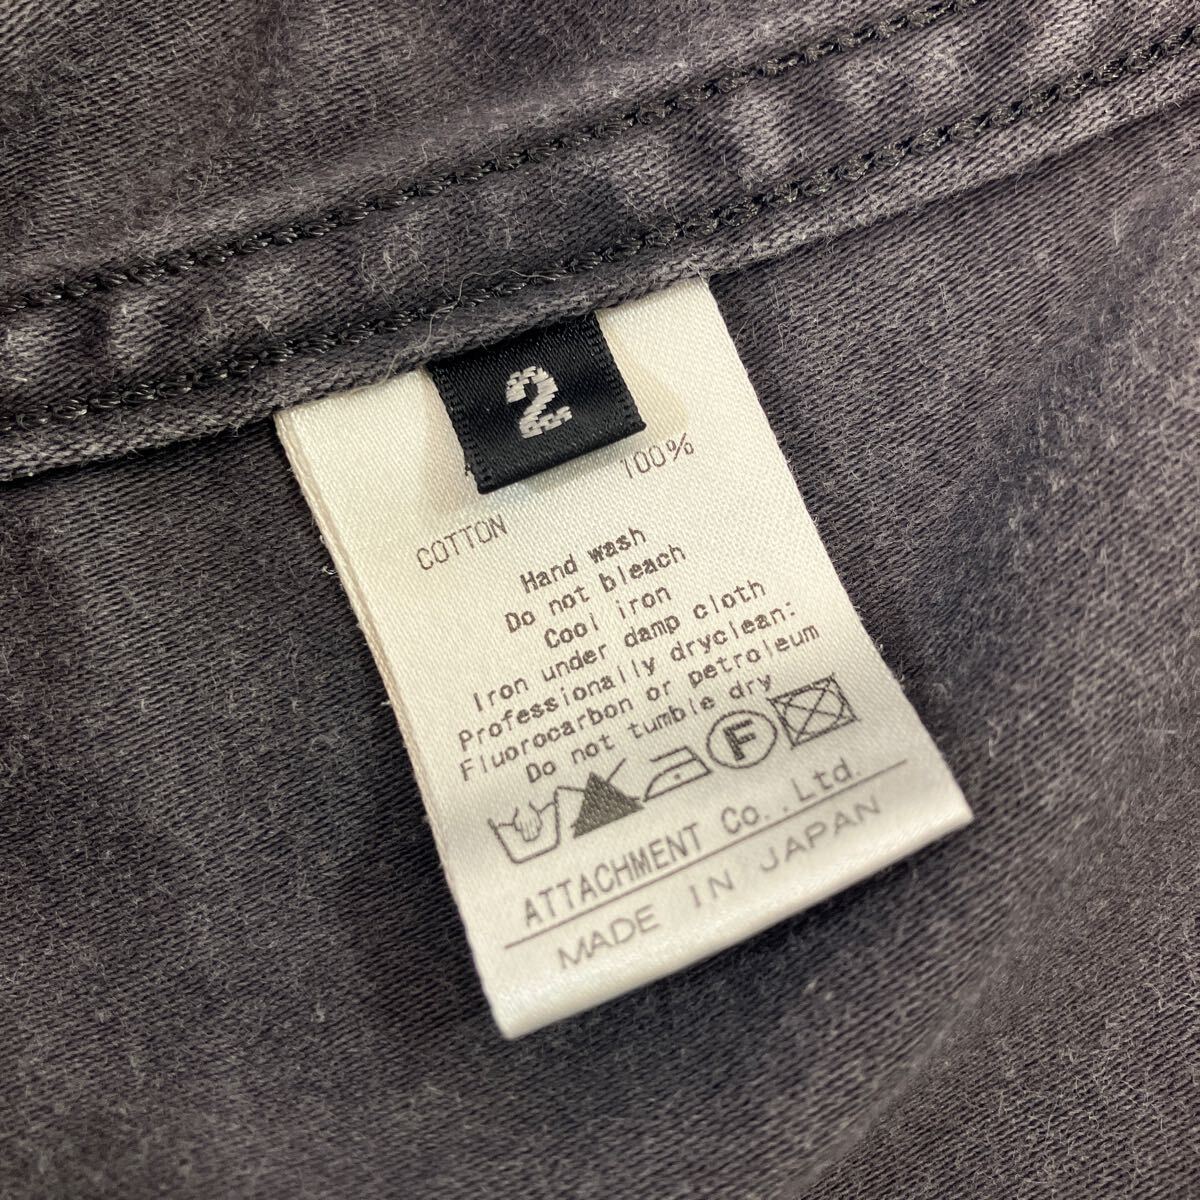 2
COTTON 100%
Hand wash
Do not bleach
Cool iron
Iron under damp cloth
Professionally dryclean:
Fluorocarbon or petroleum
Do not tumble dry
F
ATTACHMENT Co.,Ltd.
MADE IN JAPAN